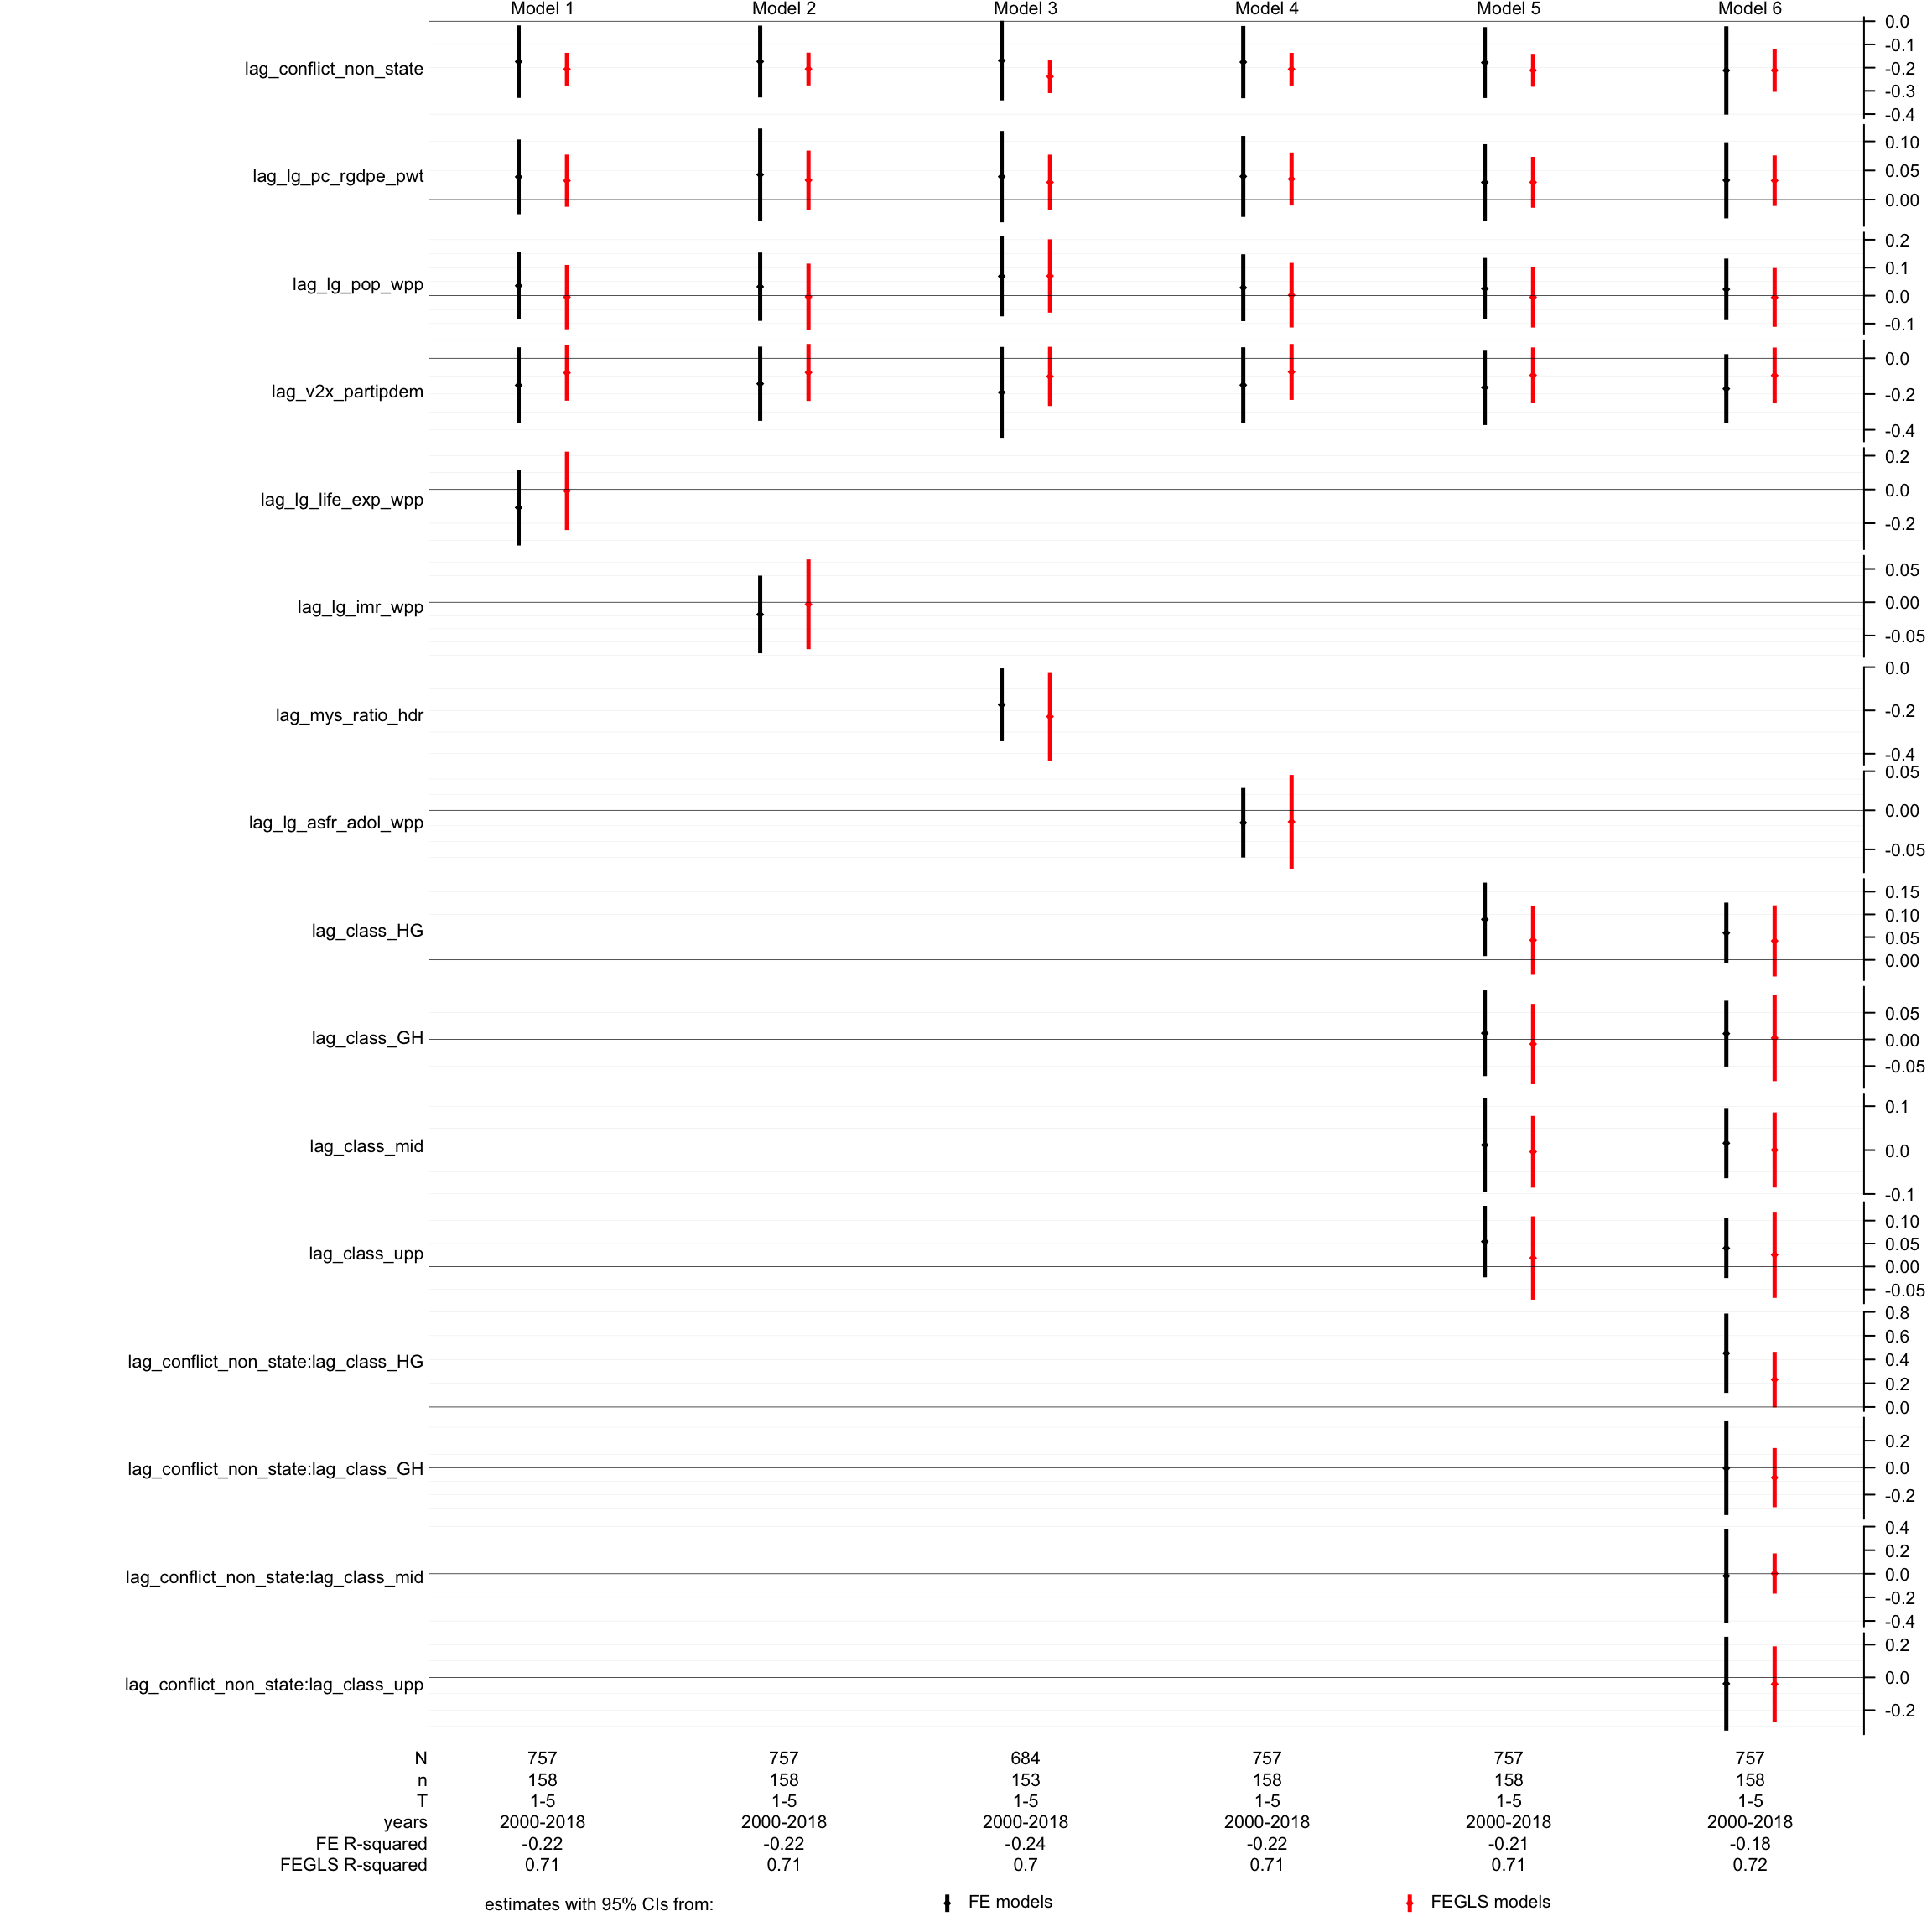 Model 1 Model 2 Model 3 Model 4 Model 5 Model 6
lag_conflict_non_state
0.0
-0.1
-0.2
-0.3
-0.4
lag_lg_pc_rgdpe_pwt
0.10
0.05
0.00
lag_lg_pop_wpp
0.2
0.1
0.0
-0.1
lag_v2x_partipdem
0.0
-0.2
-0.4
lag_lg_life_exp_wpp
0.2
0.0
-0.2
lag_lg_imr_wpp
0.05
0.00
-0.05
lag_mys_ratio_hdr
0.0
-0.2
-0.4
lag_lg_asfr_adol_wpp
0.05
0.00
-0.05
lag_class_HG
0.15
0.10
0.05
0.00
lag_class_GH
0.05
0.00
-0.05
lag_class_mid
0.1
0.0
-0.1
lag_class_upp
0.10
0.05
0.00
-0.05
lag_conflict_non_state:lag_class_HG
0.8
0.6
0.4
0.2
0.0
lag_conflict_non_state:lag_class_GH
0.2
0.0
-0.2
lag_conflict_non_state:lag_class_mid
0.4
0.2
0.0
-0.2
-0.4
lag_conflict_non_state:lag_class_upp
0.2
0.0
-0.2
N 757 757 684 757 757 757
n 158 158 153 158 158 158
T 1-5 1-5 1-5 1-5 1-5 1-5
years 2000-2018 2000-2018 2000-2018 2000-2018 2000-2018 2000-2018
FE R-squared -0.22 -0.22 -0.24 -0.22 -0.21 -0.18
FEGLS R-squared 0.71 0.71 0.7 0.71 0.71 0.72
estimates with 95% CIs from: FE models FEGLS models